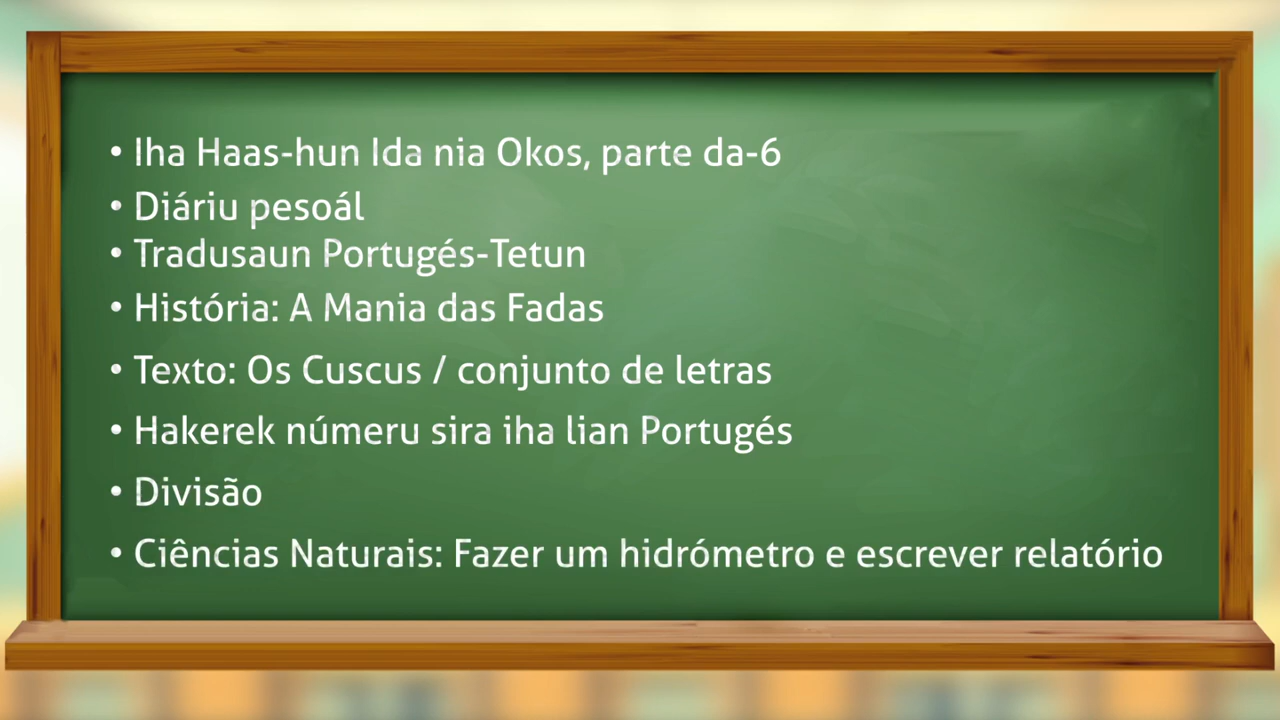 • Iha Haas-hun Ida nia Okos, parte da-6
• Diáriu pesoál
• Tradusaun Portugés-Tetun
• História: A Mania das Fadas
• Texto: Os Cuscus / conjunto de letras
• Hakerek númeru sira iha lian Portugés
• Divisão
• Ciências Naturais: Fazer um hidrómetro e escrever relatório